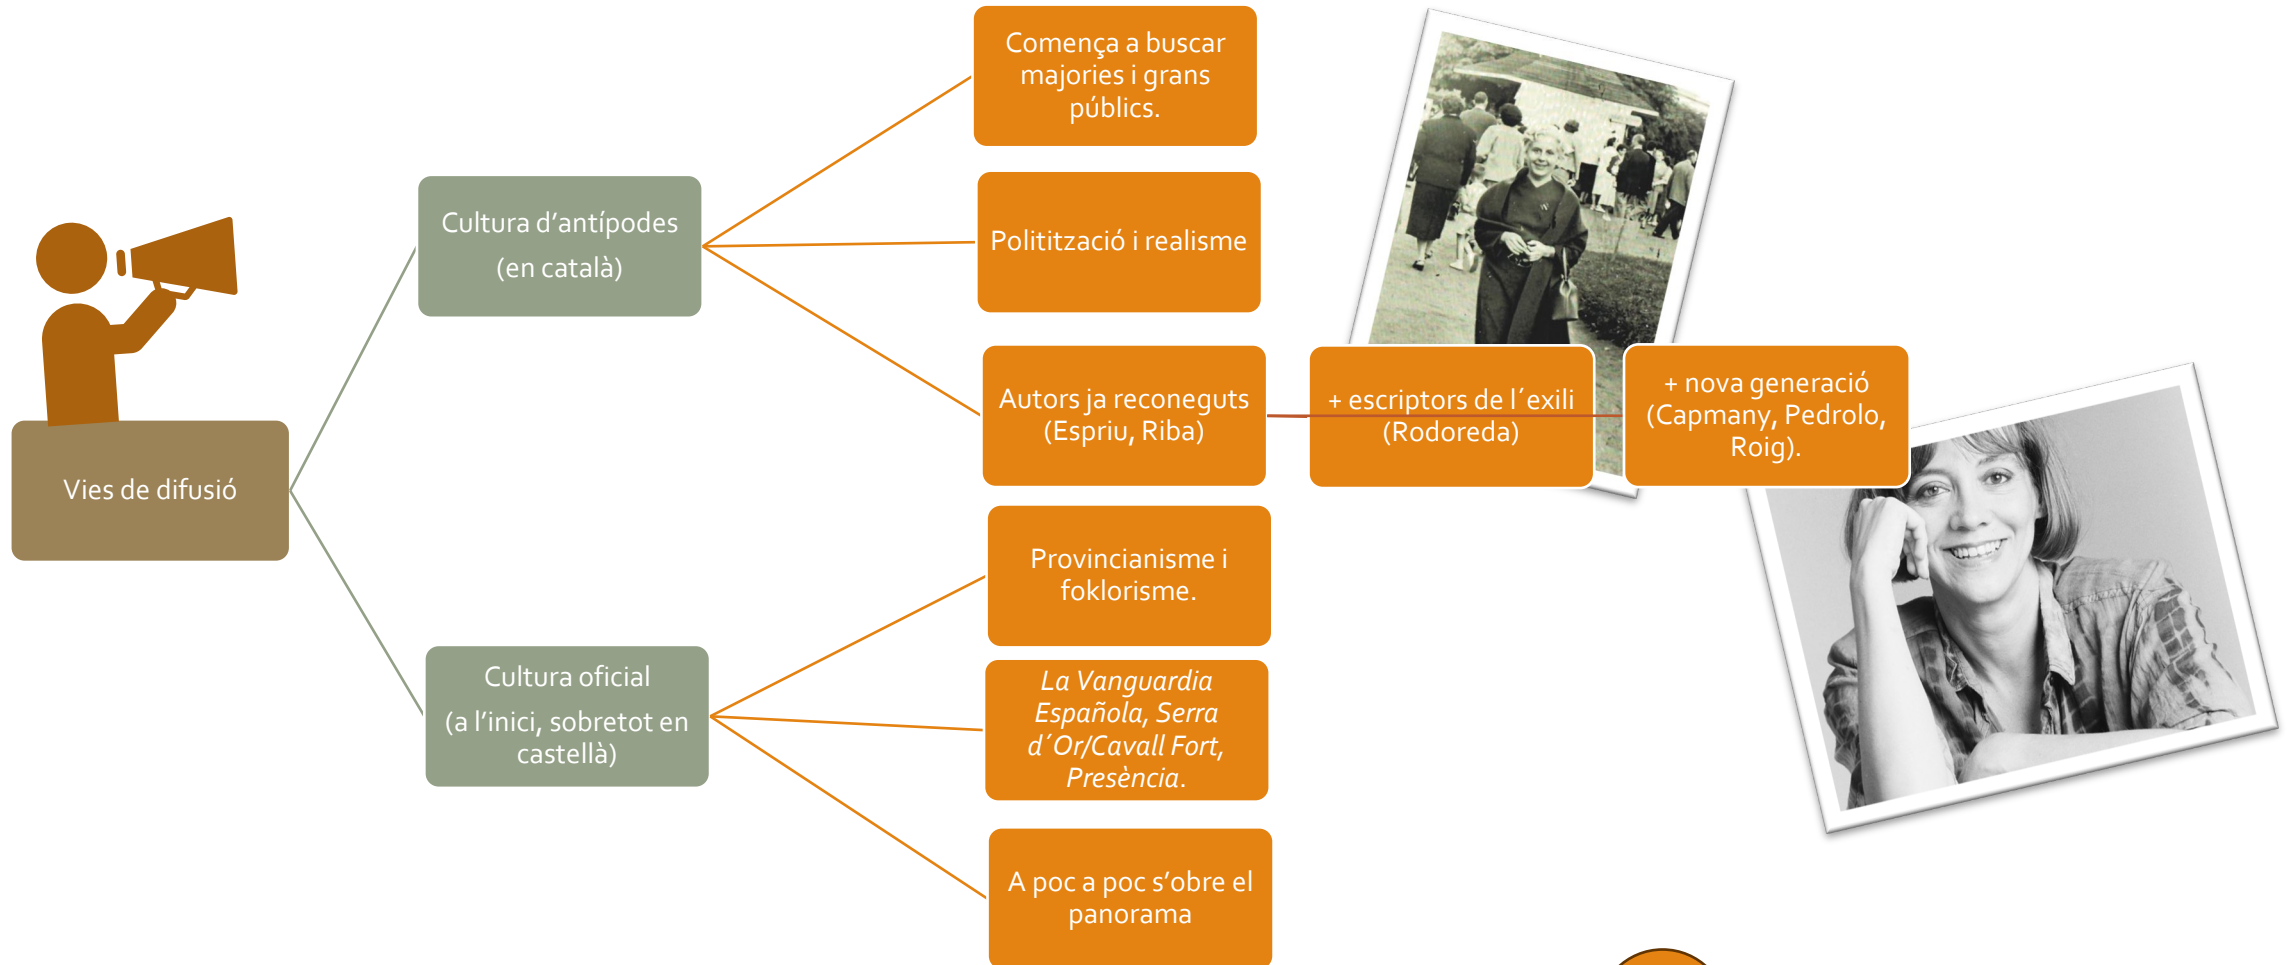 Vies de difusió
Cultura d’antípodes
(en català)
Comença a buscar
majories i grans
públics.
Polititzacó i realisme
Autors ja reconeguts
(Espriu, Riba)
+ escriptors de l´exili
(Rodoreda)
+ nova generació
(Capmany, Pedrolo,
Roig).
Cultura oficial
(a l’inici, sobretot en
castellà)
Provincianisme i
foklorisme.
La Vanguardia
Española, Serra
d´Or/Cavall Fort,
Presència.
A poc a poc s’obre el
panorama